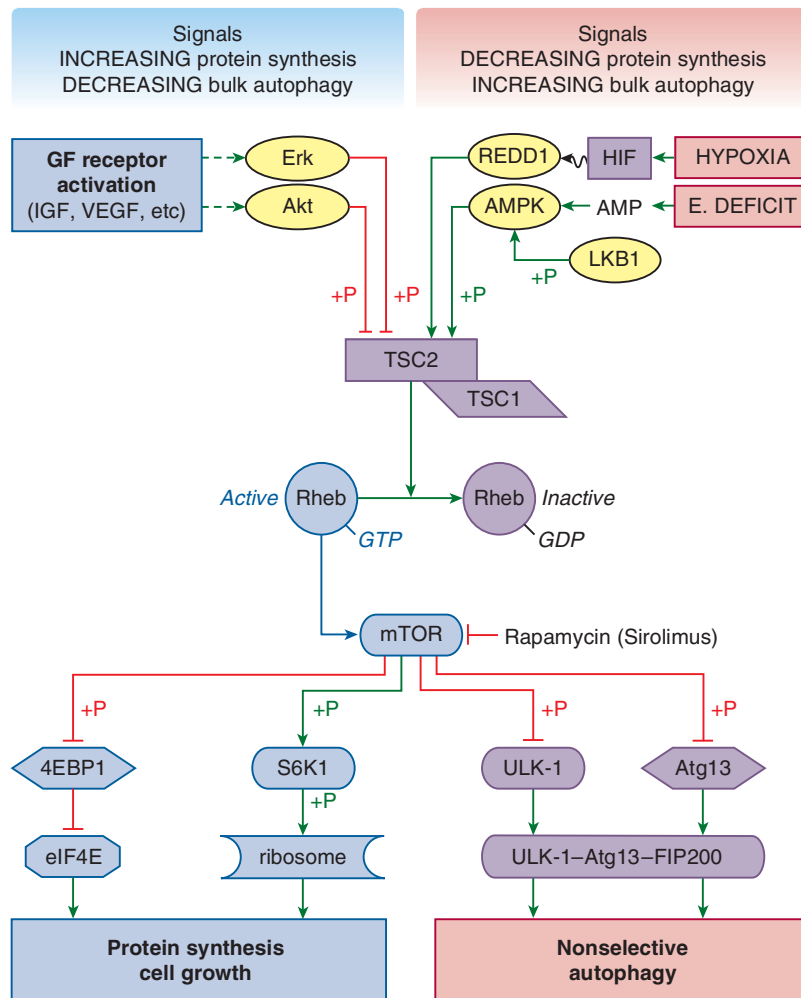 Signals
INCREASING protein synthesis
DECREASING bulk autophagy
Signals
DECREASING protein synthesis
INCREASING bulk autophagy
GF receptor
activation
(IGF, VEGF, etc)
Erk
Akt
REDD1
HIF
HYPOXIA
AMPK
AMP
E. DEFICIT
LKB1
+P
+P
+P
+P
TSC2
TSC1
Active
Rheb
GTP
Rheb
Inactive
GDP
mTOR
Rapamycin (Sirolimus)
+P
+P
+P
+P
4EBP1
S6K1
ULK-1
Atg13
+P
eIF4E
ribosome
ULK-1–Atg13–FIP200
Protein synthesis
cell growth
Nonselective
autophagy